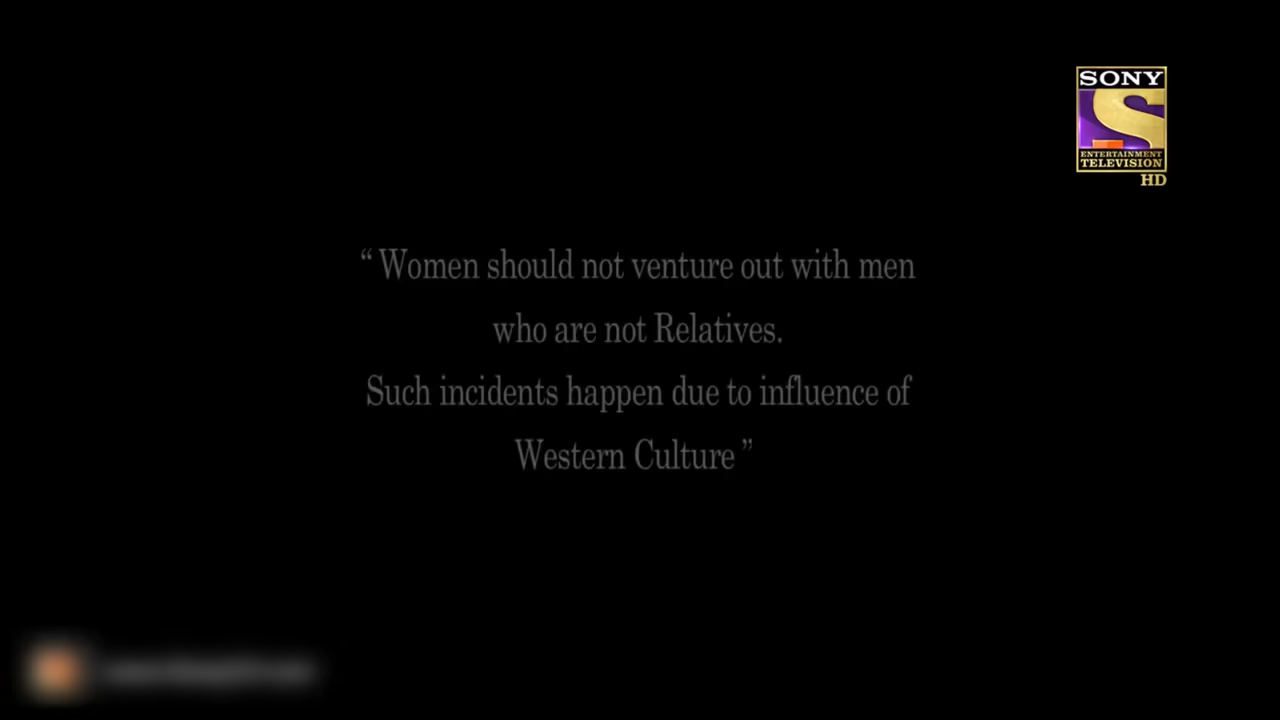 SONY
ENTERTAINMENT
TELEVISION
HD
“ Women should not venture out with men
who are not Relatives.
Such incidents happen due to influence of
Western Culture ”